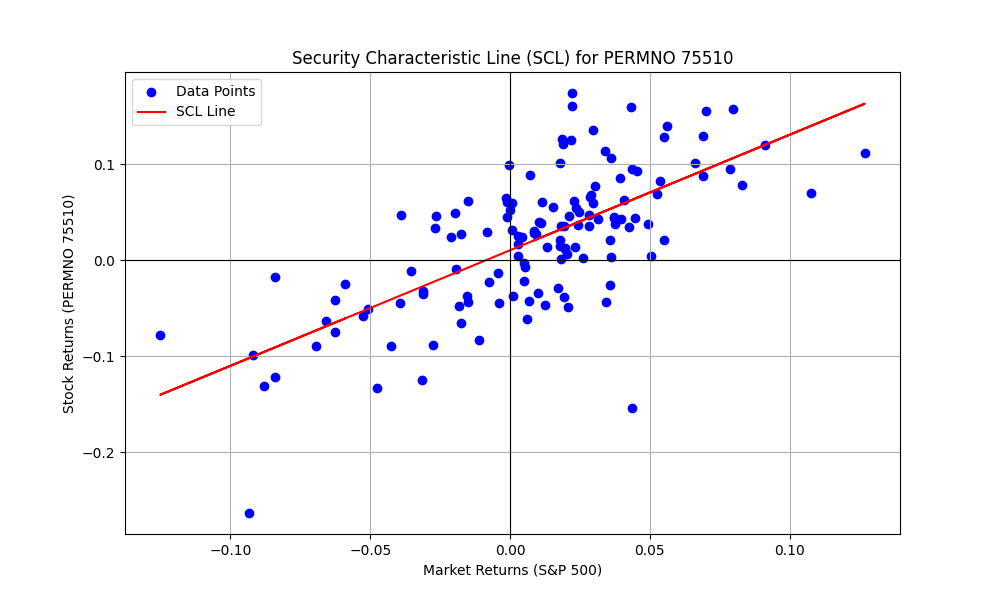 Security Characteristic Line (SCL) for PERMNO 75510
Data Points
SCL Line
Stock Returns (PERMNO 75510)
0.1
0.0
−0.1
−0.2
−0.10
−0.05
0.00
0.05
0.10
Market Returns (S&P 500)